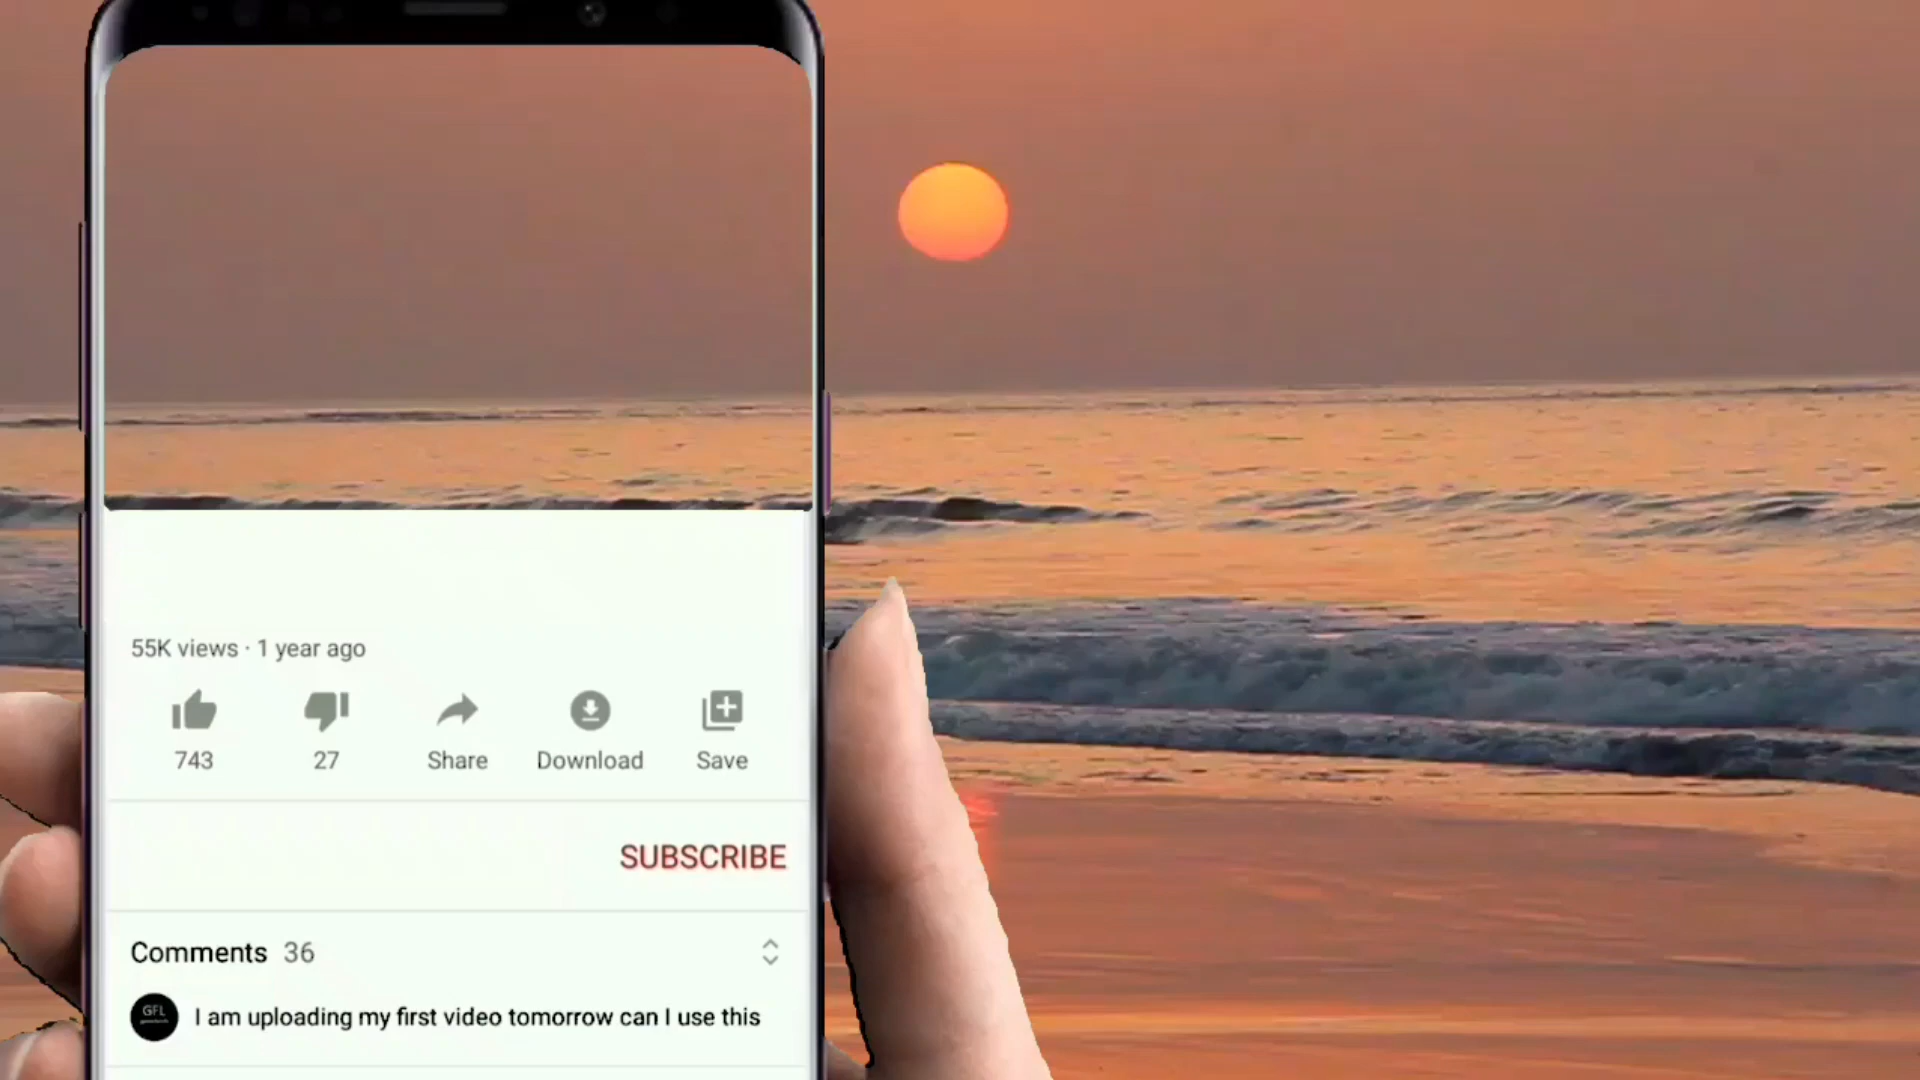 55K views · 1 year ago
743 27 Share Download Save
SUBSCRIBE
Comments 36
GFL
I am uploading my first video tomorrow can I use this